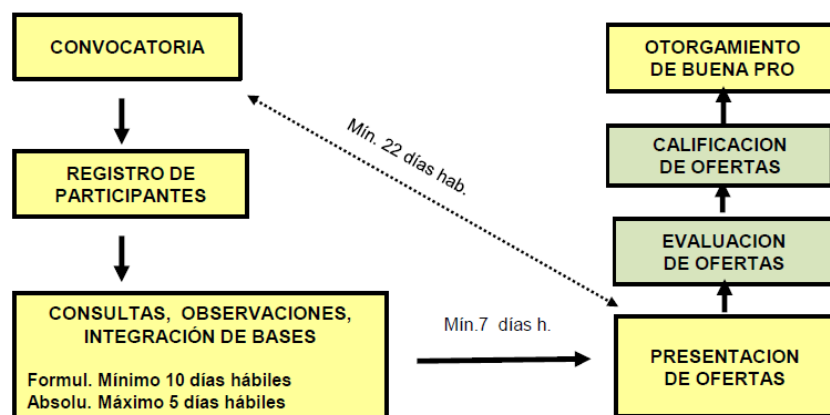 CONVOCATORIA
REGISTRO DE
PARTICIPANTES
CONSULTAS, OBSERVACIONES,
INTEGRACIÓN DE BASES
Formul. Mínimo 10 días hábiles
Absolu. Máximo 5 días hábiles
Mín. 22 días hab.
Mín.7 días h.
OTORGAMIENTO
DE BUENA PRO
CALIFICACION
DE OFERTAS
EVALUACION
DE OFERTAS
PRESENTACION
DE OFERTAS